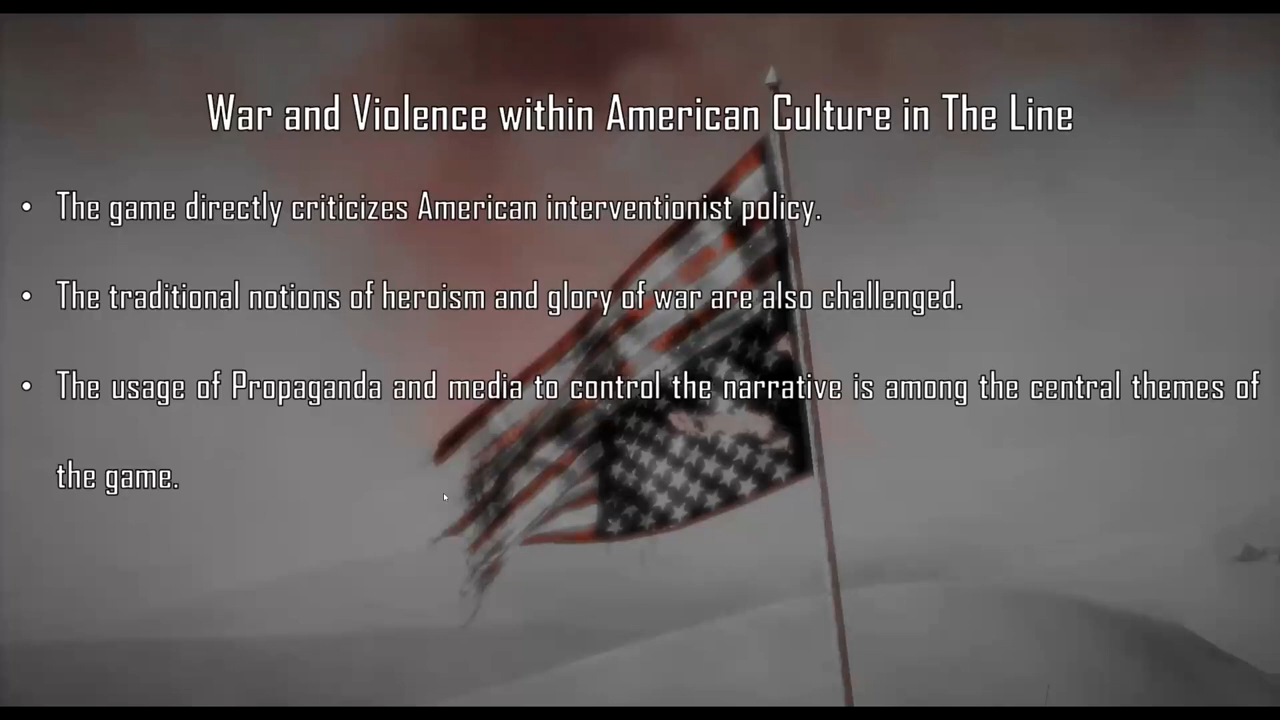 War and Violence within American Culture in The Line
• The game directly criticizes American interventionist policy.
• The traditional notions of heroism and glory of war are also challenged.
• The usage of Propaganda and media to control the narrative is among the central themes of
the game.